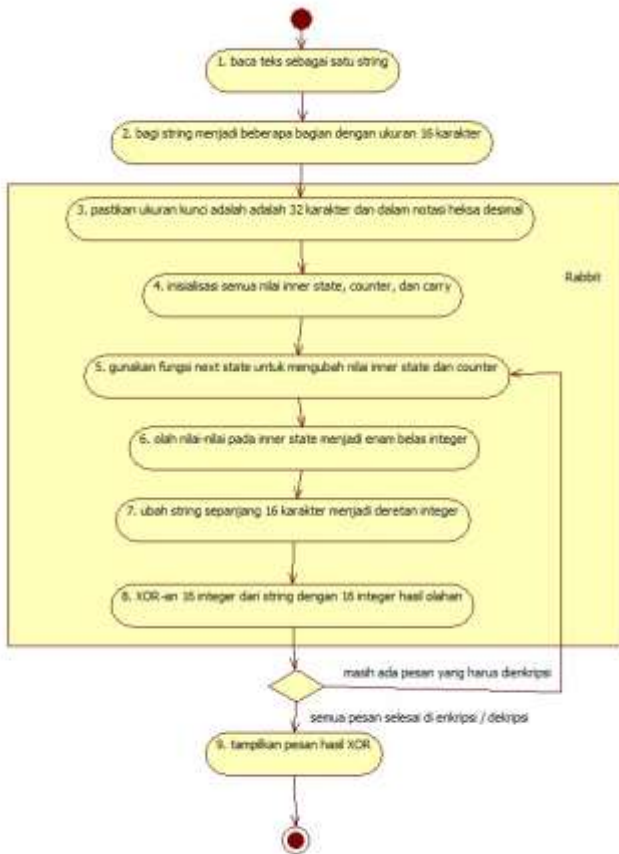 1. baca teks sebagai satu string
2. bagi string menjadi beberapa bagian dengan ukuran 16 karakter
3. pastikan ukuran kunci adalah adalah 32 karakter dan dalam notasi heksa desimal
Rabbit
4. inisialisasi semua nilai inner state, counter, dan carry
5. gunakan fungsi next state untuk mengubah nilai inner state dan counter
6. olah nilai-nilai pada inner state menjadi enam belas integer
7. ubah string sepanjang 16 karakter menjadi deretan integer
8. XOR-an 16 integer dari string dengan 16 integer hasil olahan
masih ada pesan yang harus dienkripsi
semua pesan selesai di enkripsi / dekripsi
9. tampilkan pesan hasil XOR